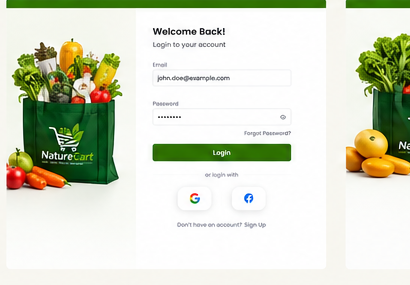 Welcome Back!
Login to your account
Email
john.doe@example.com
Password
••••••••
Forgot Password?
Login
or login with
Don't have an account? Sign Up
NatureCart